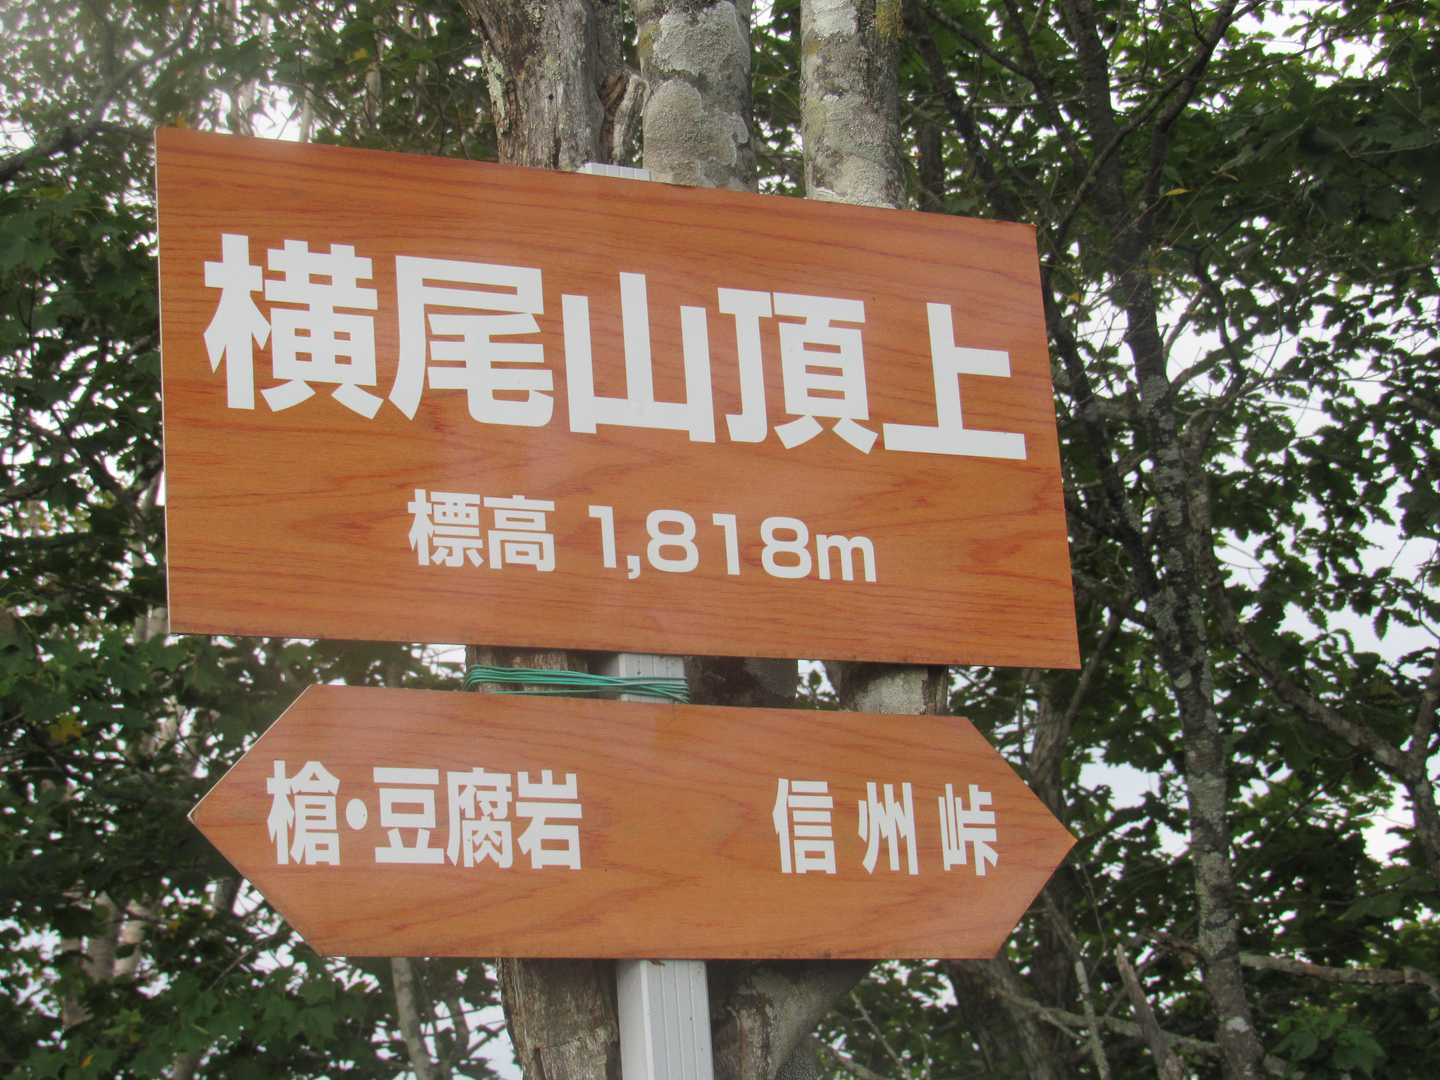 横尾山頂上
標高 1,818m
槍・豆腐岩 信州峠